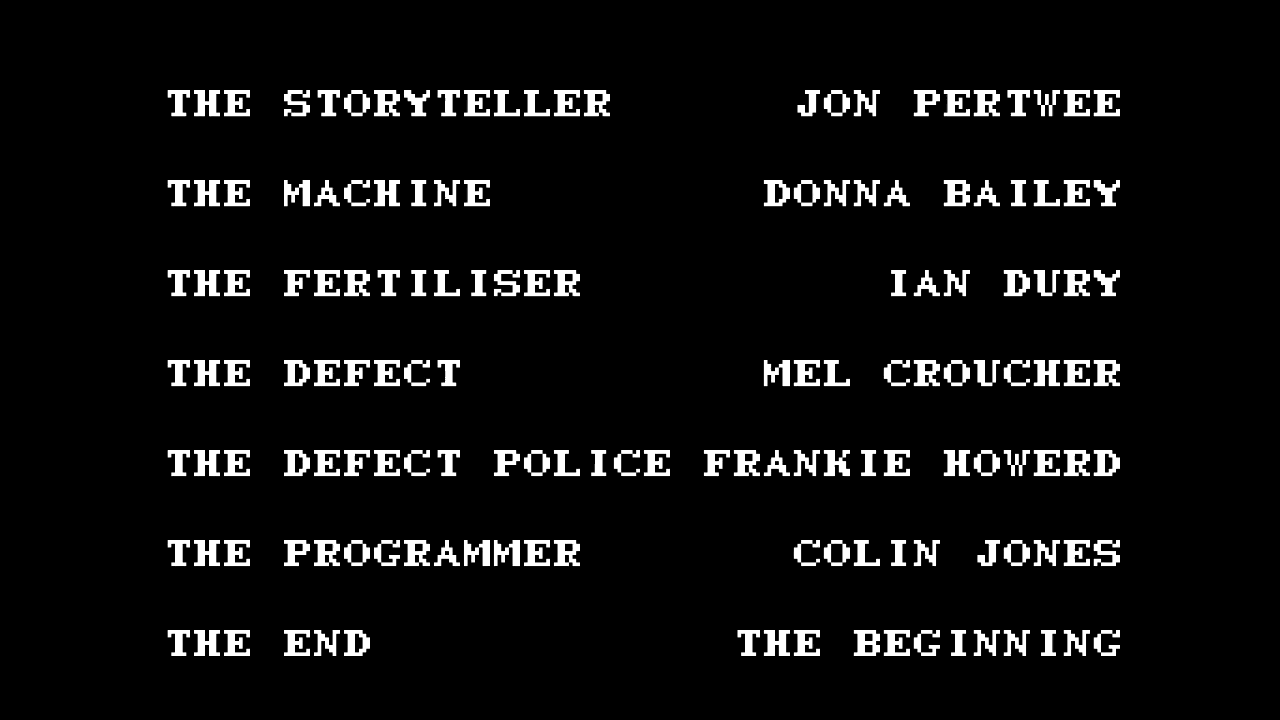 THE STORYTELLER JON PERTWEE
THE MACHINE DONNA BAILEY
THE FERTILISER IAN DURY
THE DEFECT MEL CROUCHER
THE DEFECT POLICE FRANKIE HOWERD
THE PROGRAMMER COLIN JONES
THE END THE BEGINNING